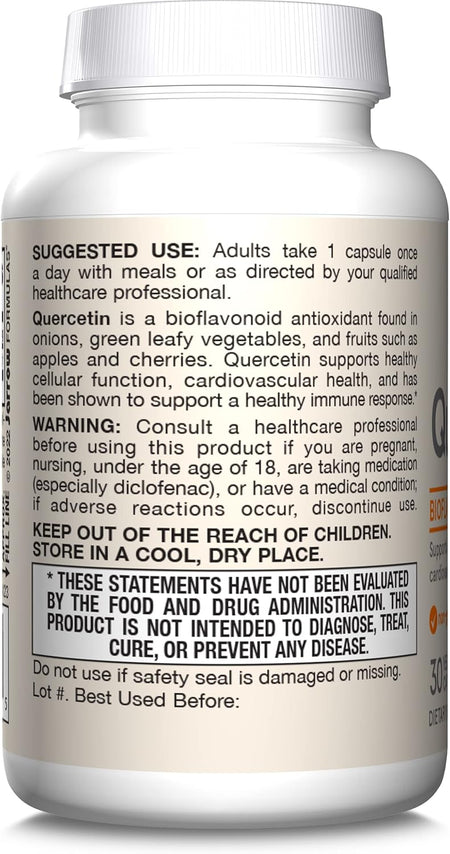 SUGGESTED USE: Adults take 1 capsule once
a day with meals or as directed by your qualified
healthcare professional.
Quercetin is a bioflavonoid antioxidant found in
onions, green leafy vegetables, and fruits such as
apples and cherries. Quercetin supports healthy
cellular function, cardiovascular health, and has
been shown to support a healthy immune response.*
WARNING: Consult a healthcare professional
before using this product if you are pregnant,
nursing, under the age of 18, are taking medication
(especially diclofenac), or have a medical condition;
if adverse reactions occur, discontinue use.
KEEP OUT OF THE REACH OF CHILDREN.
STORE IN A COOL, DRY PLACE.
* THESE STATEMENTS HAVE NOT BEEN EVALUATED
BY THE FOOD AND DRUG ADMINISTRATION. THIS
PRODUCT IS NOT INTENDED TO DIAGNOSE, TREAT,
CURE, OR PREVENT ANY DISEASE.
Do not use if safety seal is damaged or missing.
Lot #. Best Used Before:
FILL LINE © 2022 Jarrow FORMULAS
30